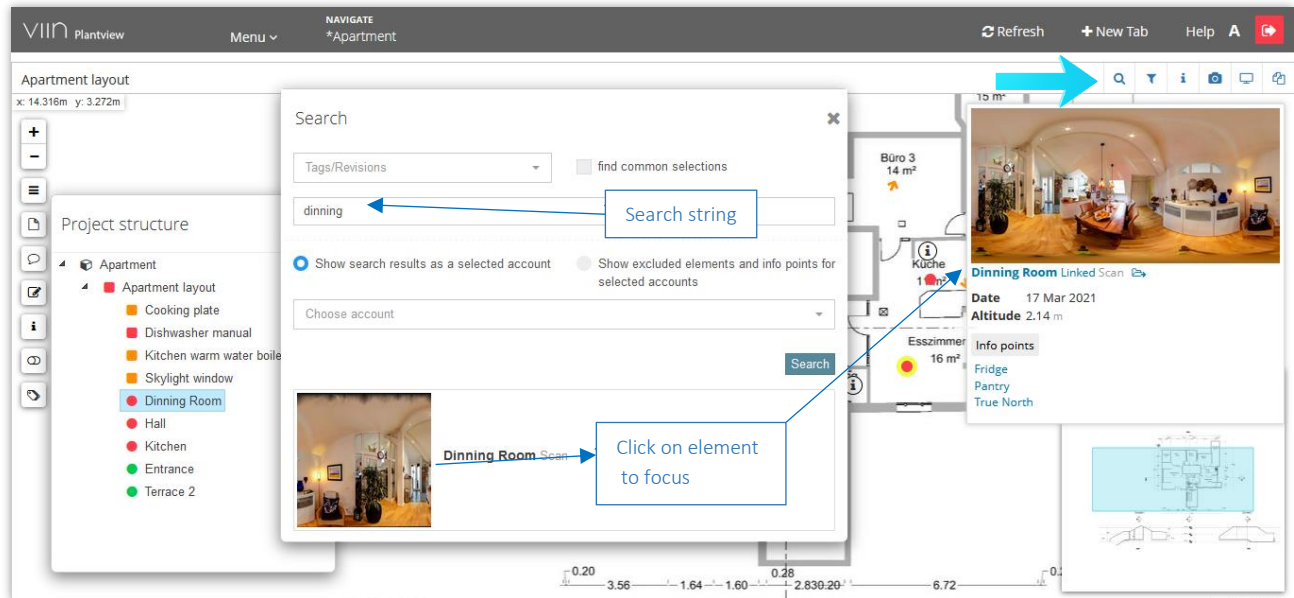 VIIN Plantview
Menu
NAVIGATE
*Apartment
Refresh
New Tab
Help
A
Apartment layout
x: 14.316m y: 3.272m
Project structure
Apartment
Apartment layout
Cooking plate
Dishwasher manual
Kitchen warm water boile
Skylight window
Dinning Room
Hall
Kitchen
Entrance
Terrace 2
Search
Tags/Revisions
find common selections
dinning
Search string
Show search results as a selected account
Show excluded elements and info points for
selected accounts
Choose account
Search
Dinning Room Scan
Click on element
to focus
15 m²
Büro 3
14 m²
Küche
Esszimmer
16 m²
Dinning Room Linked Scan
Date 17 Mar 2021
Altitude 2.14 m
Info points
Fridge
Pantry
True North
0.20
0.28
3.56
1.64
1.60
2.830.20
6.72